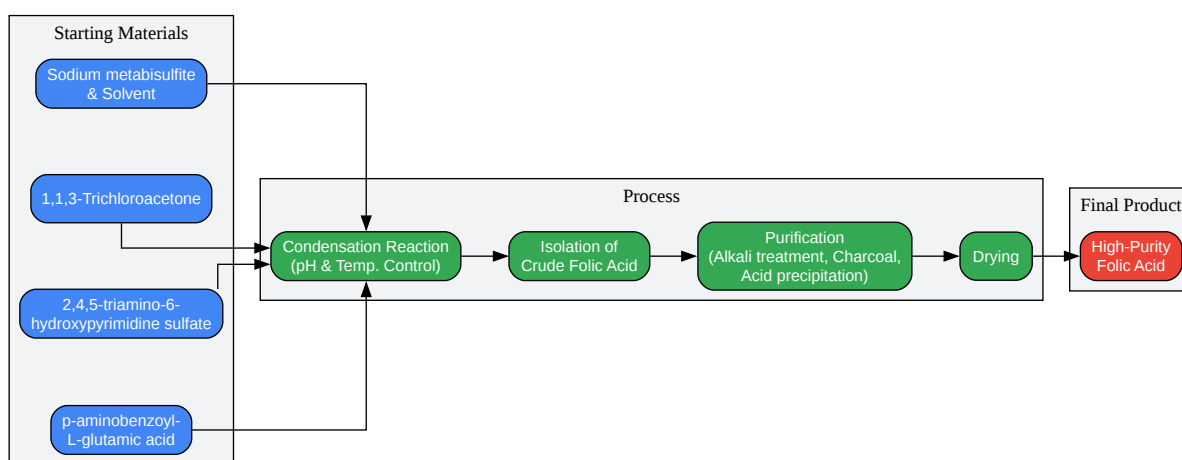 Starting Materials
Sodium metabisulfite
& Solvent
1,1,3-Trichloroacetone
2,4,5-triamino-6-
hydroxypyrimidine sulfate
p-aminobenzoyl-
L-glutamic acid
Process
Condensation Reaction
(pH & Temp. Control)
Isolation of
Crude Folic Acid
Purification
(Alkali treatment, Charcoal,
Acid precipitation)
Drying
Final Product
High-Purity
Folic Acid